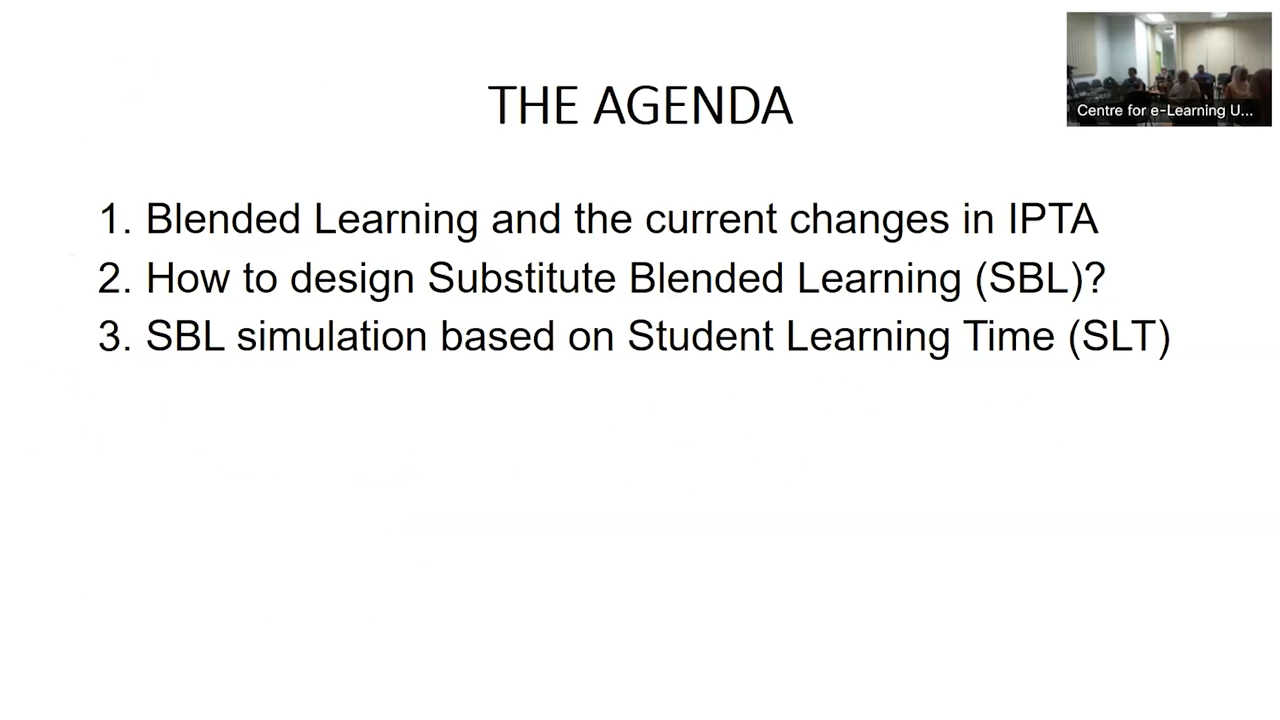 THE AGENDA
Centre for e-Learning U...
1. Blended Learning and the current changes in IPTA
2. How to design Substitute Blended Learning (SBL)?
3. SBL simulation based on Student Learning Time (SLT)